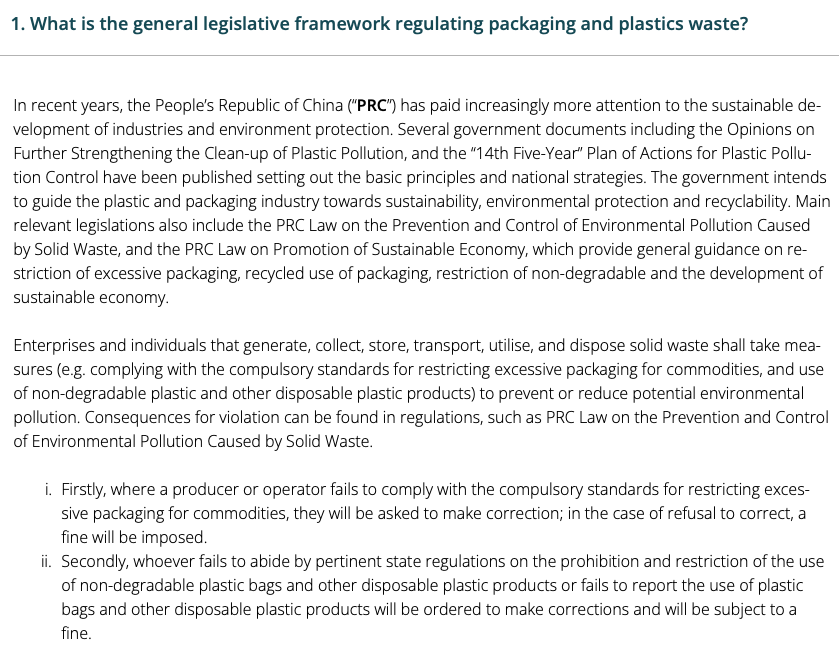 1. What is the general legislative framework regulating packaging and plastics waste?
In recent years, the People's Republic of China ("PRC") has paid increasingly more attention to the sustainable de-
velopment of industries and environment protection. Several government documents including the Opinions on
Further Strengthening the Clean-up of Plastic Pollution, and the "14th Five-Year" Plan of Actions for Plastic Pollu-
tion Control have been published setting out the basic principles and national strategies. The government intends
to guide the plastic and packaging industry towards sustainability, environmental protection and recyclability. Main
relevant legislations also include the PRC Law on the Prevention and Control of Environmental Pollution Caused
by Solid Waste, and the PRC Law on Promotion of Sustainable Economy, which provide general guidance on re-
striction of excessive packaging, recycled use of packaging, restriction of non-degradable and the development of
sustainable economy.
Enterprises and individuals that generate, collect, store, transport, utilise, and dispose solid waste shall take mea-
sures (e.g. complying with the compulsory standards for restricting excessive packaging for commodities, and use
of non-degradable plastic and other disposable plastic products) to prevent or reduce potential environmental
pollution. Consequences for violation can be found in regulations, such as PRC Law on the Prevention and Control
of Environmental Pollution Caused by Solid Waste.
i. Firstly, where a producer or operator fails to comply with the compulsory standards for restricting exces-
sive packaging for commodities, they will be asked to make correction; in the case of refusal to correct, a
fine will be imposed.
ii. Secondly, whoever fails to abide by pertinent state regulations on the prohibition and restriction of the use
of non-degradable plastic bags and other disposable plastic products or fails to report the use of plastic
bags and other disposable plastic products will be ordered to make corrections and will be subject to a
fine.